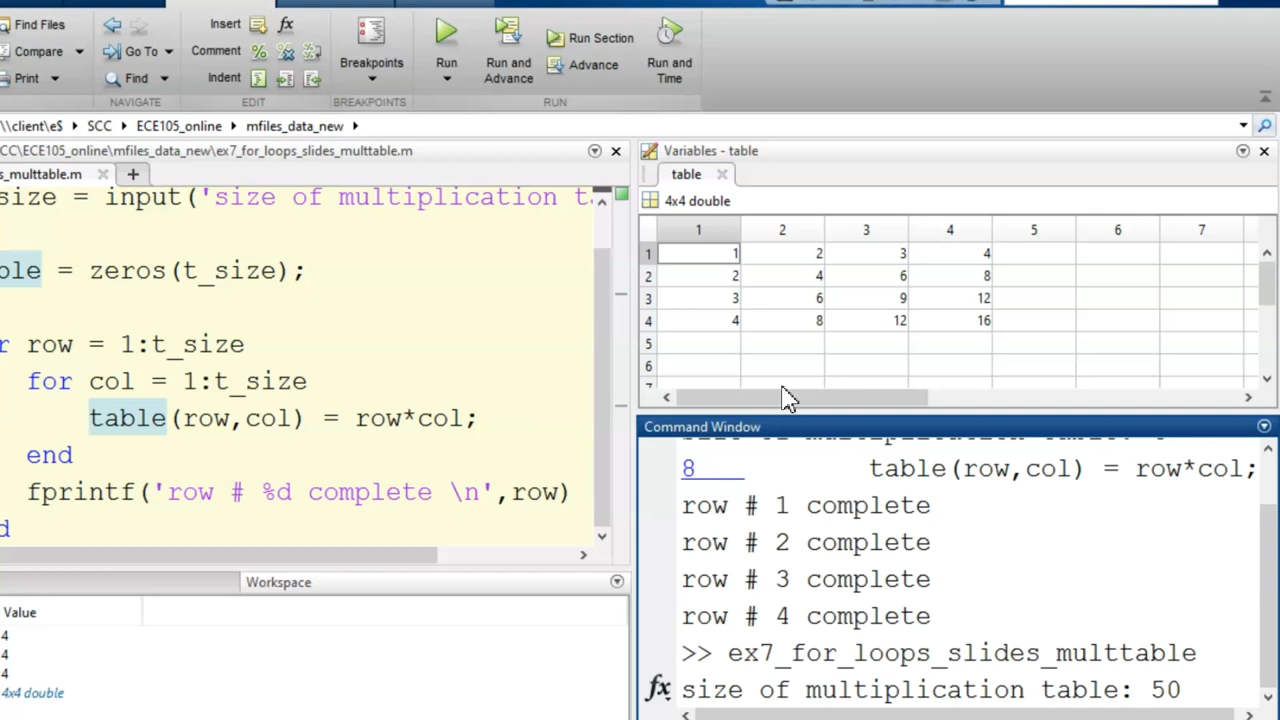 Find Files
Compare
Print
Go To
Find
NAVIGATE
Insert fx
Comment %
Indent
EDIT
Breakpoints
BREAKPOINTS
Run
Run and Advance
Run Section
Advance
Run and Time
RUN
\\client\e$ SCC ECE105_online mfiles_data_new
CC\ECE105_online\mfiles_data_new\ex7_for_loops_slides_multtable.m
s_multtable.m +
size = input('size of multiplication t
ble = zeros(t_size);
r row = 1:t_size
for col = 1:t_size
table(row,col) = row*col;
end
fprintf('row # %d complete \n',row)
d
Workspace
Value
4
4
4
4x4 double
Variables - table
table
4x4 double
1 2 3 4 5 6 7
1 1 2 3 4
2 2 4 6 8
3 3 6 9 12
4 4 8 12 16
5
6
7
Command Window
8 table(row,col) = row*col;
row # 1 complete
row # 2 complete
row # 3 complete
row # 4 complete
>> ex7_for_loops_slides_multtable
fx size of multiplication table: 50